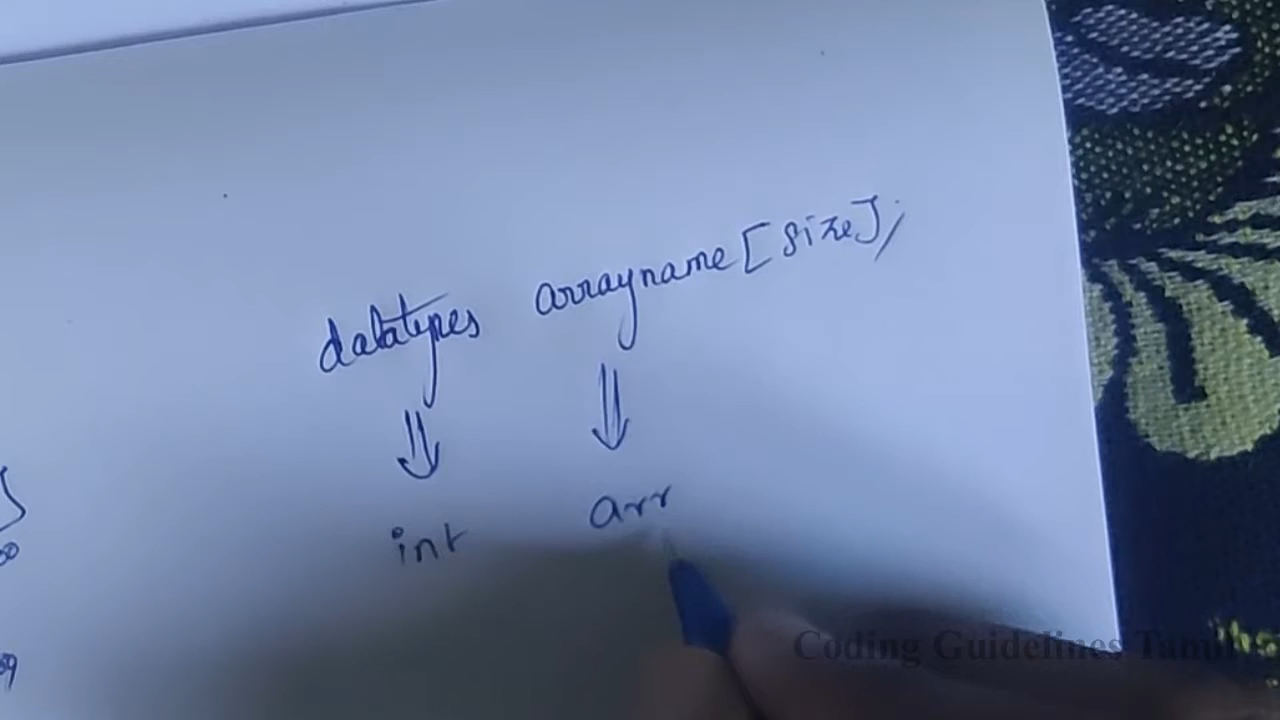 datatypes arrayname[size];
int arr
Coding Guidelines Tamil